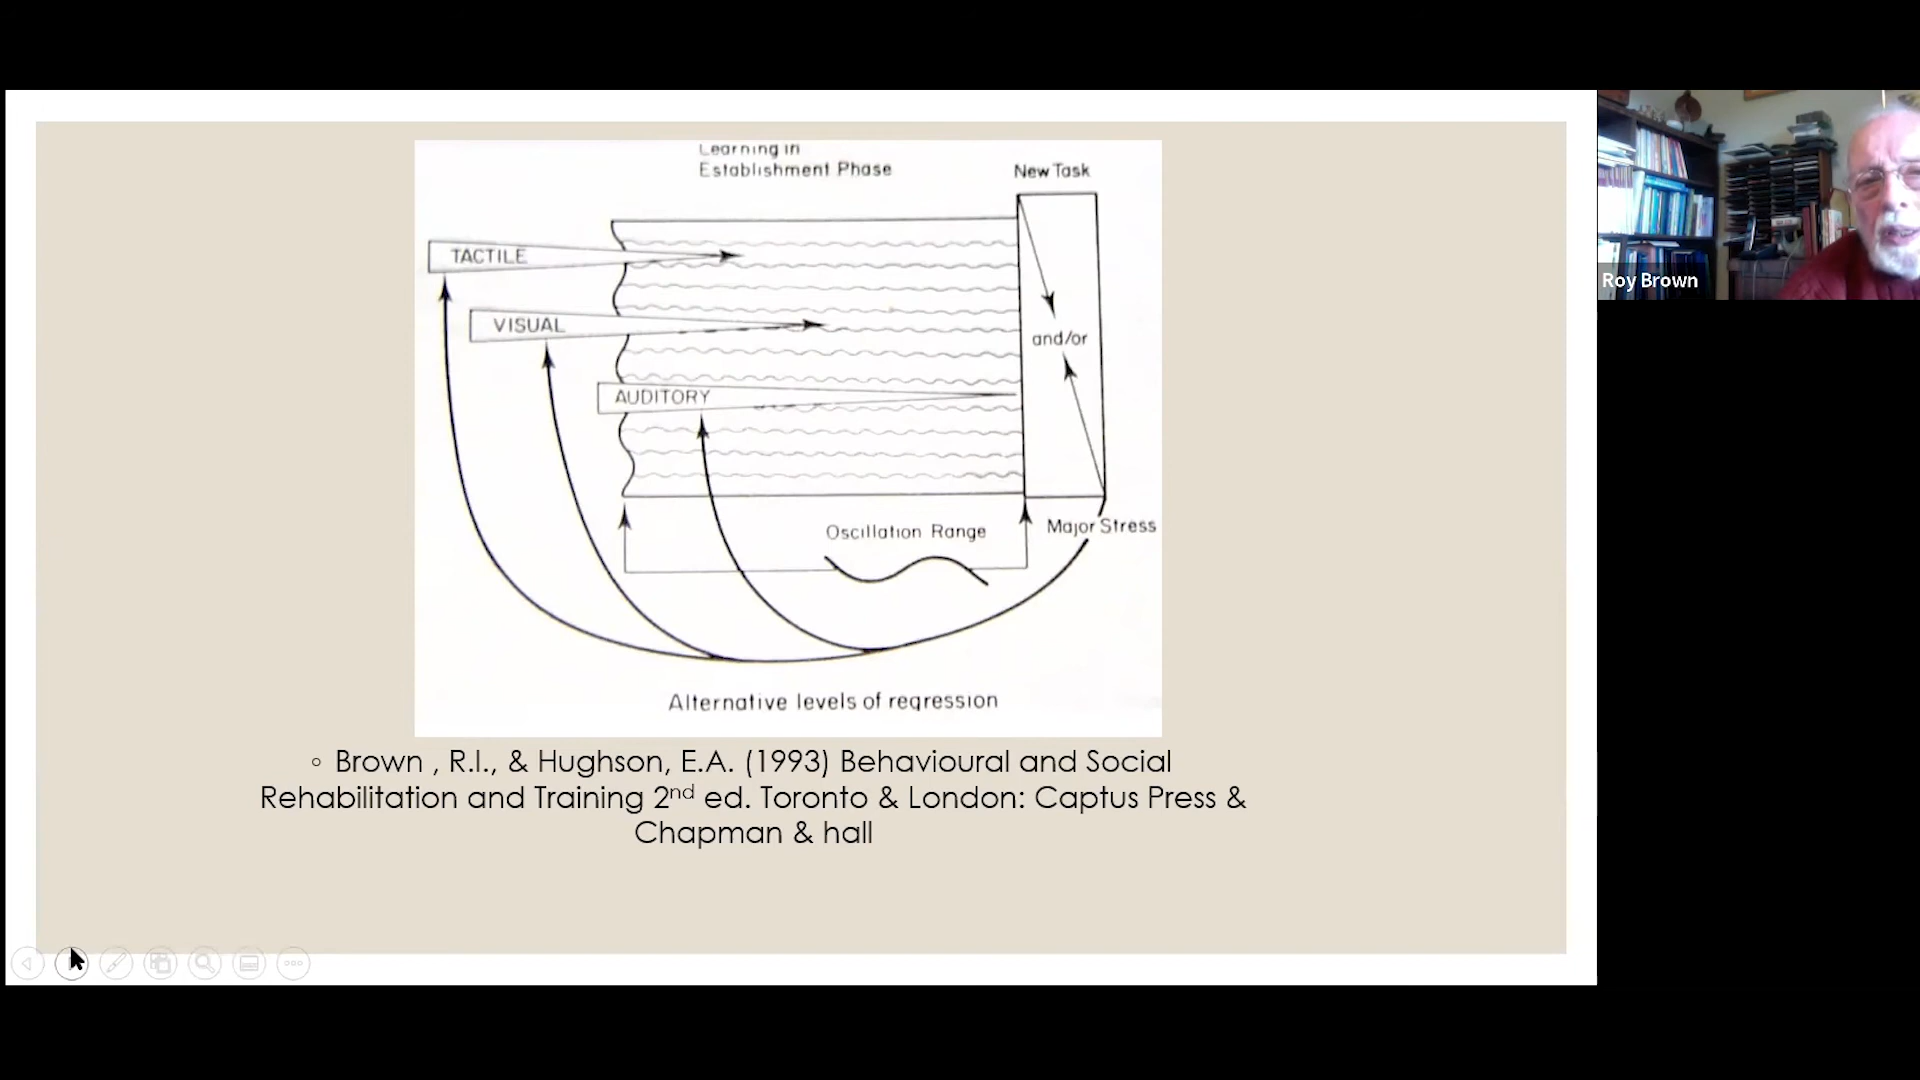 Learning in
Establishment Phase
New Task
TACTILE
VISUAL
and/or
AUDITORY
Oscillation Range
Major Stress
Alternative levels of regression
Brown , R.I., & Hughson, E.A. (1993) Behavioural and Social
Rehabilitation and Training 2nd ed. Toronto & London: Captus Press &
Chapman & hall
Roy Brown